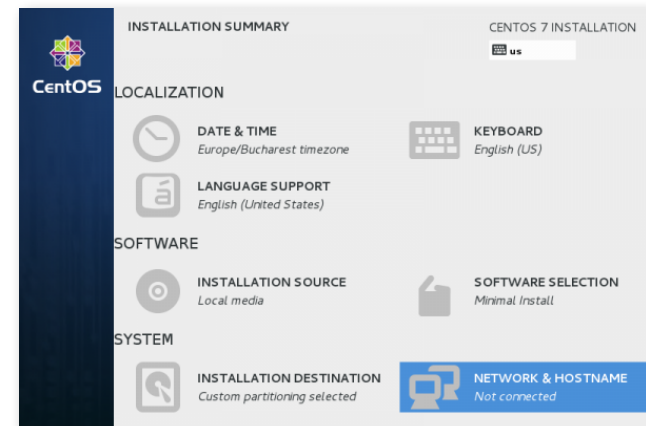 INSTALLATION SUMMARY
CENTOS 7 INSTALLATION
us
CentOS
LOCALIZATION
DATE & TIME
Europe/Bucharest timezone
KEYBOARD
English (US)
LANGUAGE SUPPORT
English (United States)
SOFTWARE
INSTALLATION SOURCE
Local media
SOFTWARE SELECTION
Minimal Install
SYSTEM
INSTALLATION DESTINATION
Custom partitioning selected
NETWORK & HOSTNAME
Not connected